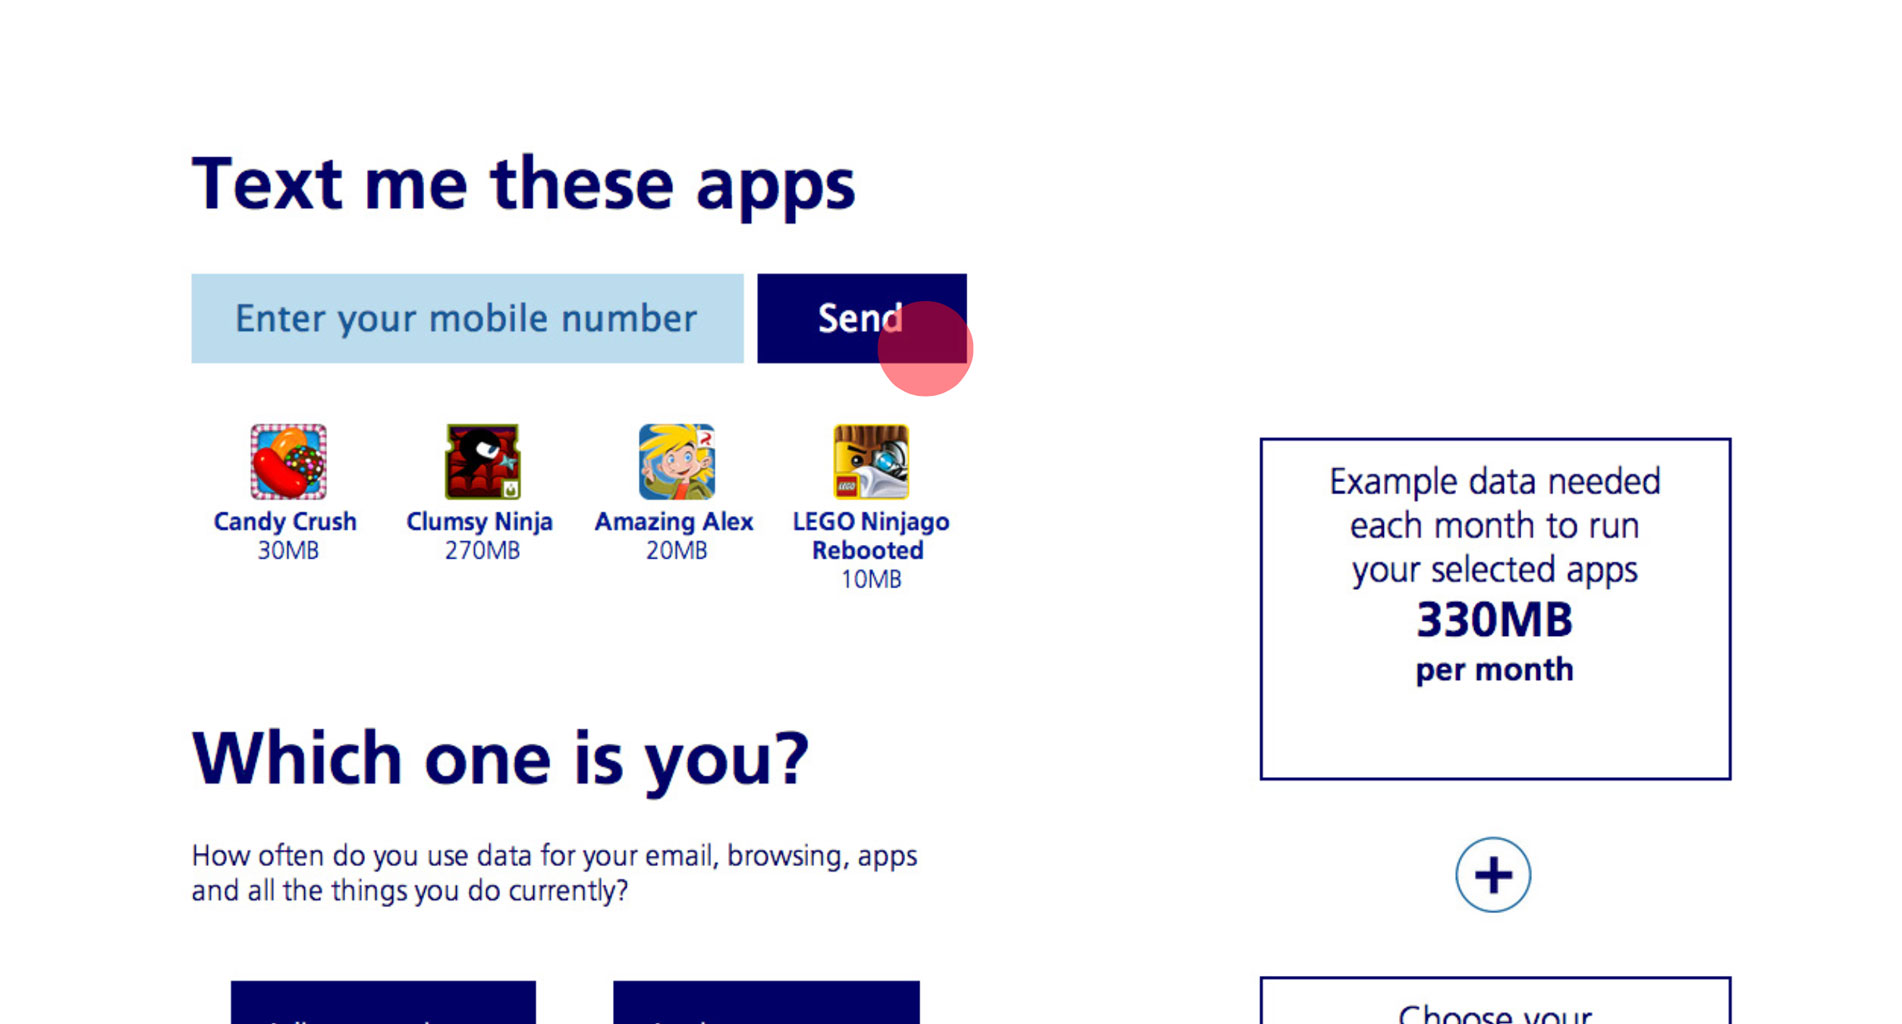 Text me these apps
Enter your mobile number
Send
LEGO
Candy Crush
30MB
Clumsy Ninja
270MB
Amazing Alex
20MB
LEGO Ninjago
Rebooted
10MB
Example data needed
each month to run
your selected apps
330MB
per month
Which one is you?
How often do you use data for your email, browsing, apps
and all the things you do currently?
Choose your